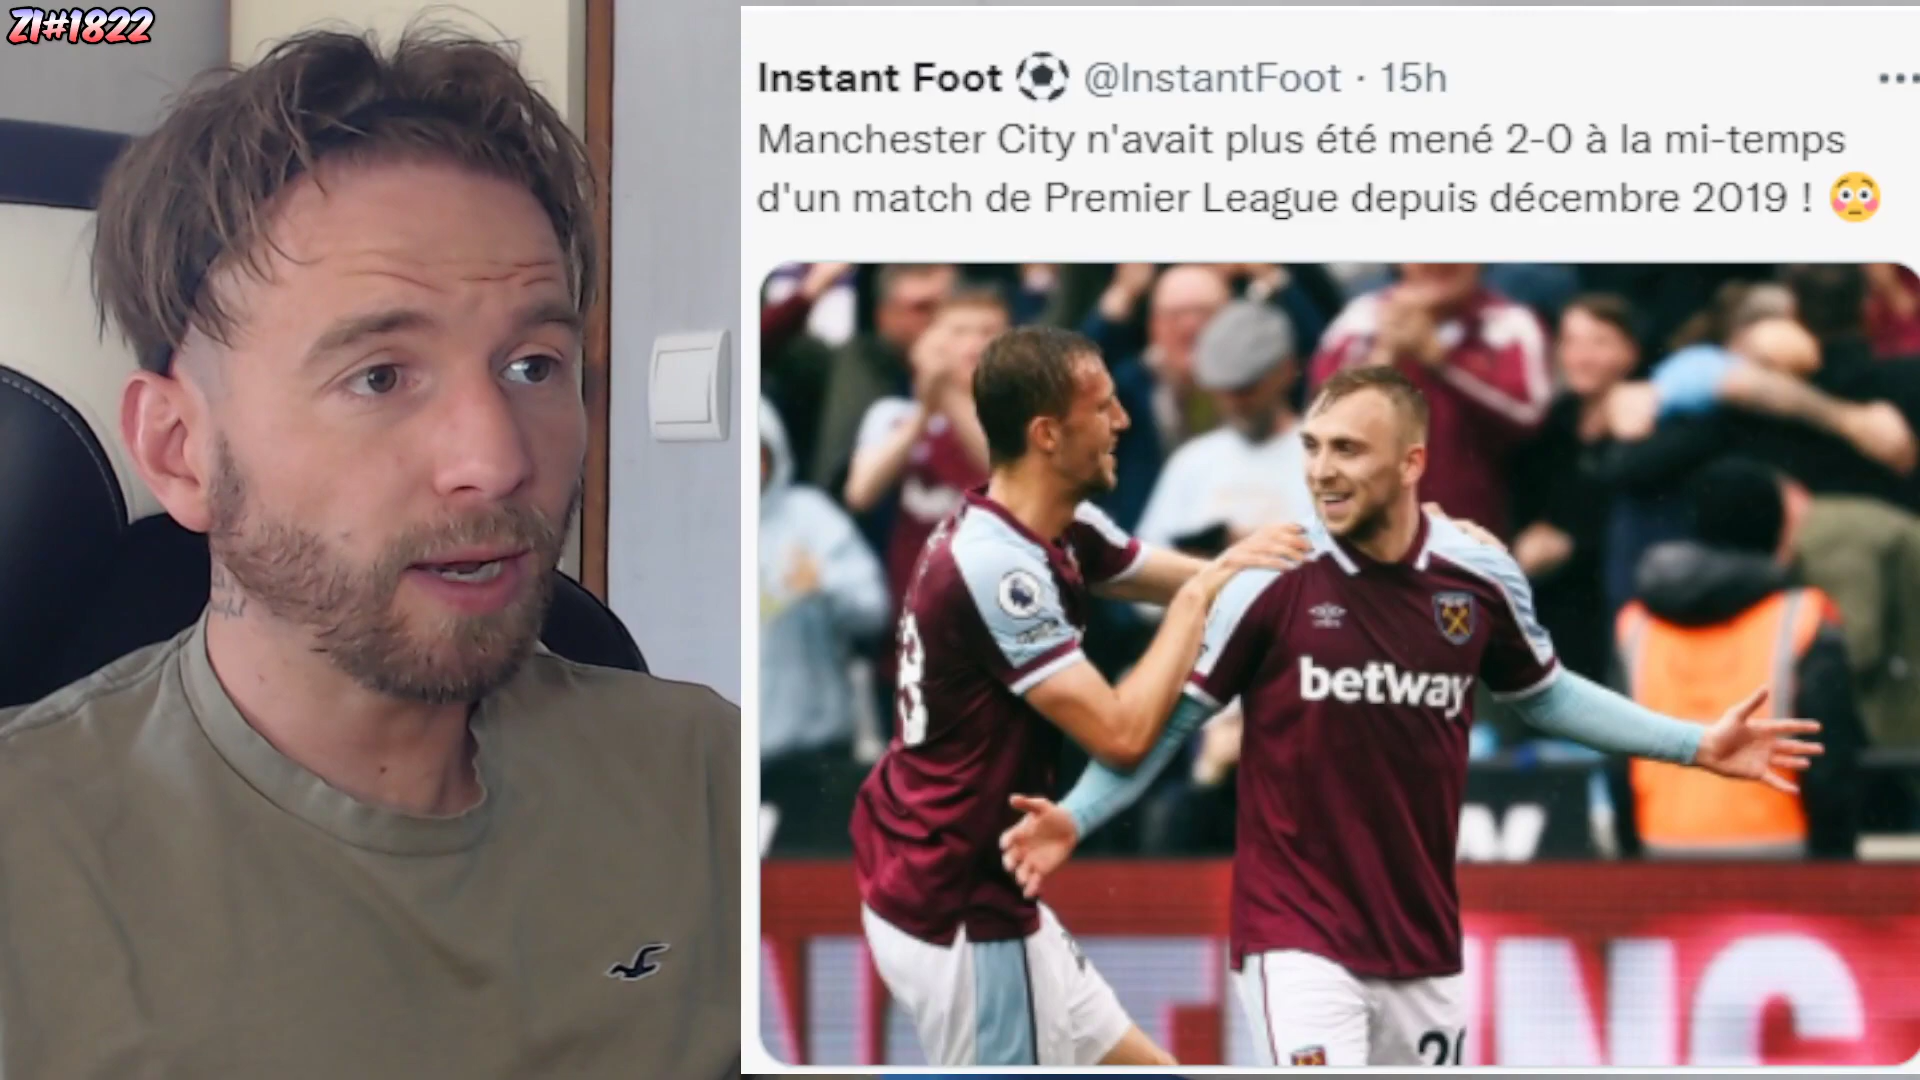 ZI#1822
Instant Foot ⚽ @InstantFoot · 15h
Manchester City n'avait plus été mené 2-0 à la mi-temps
d'un match de Premier League depuis décembre 2019 ! 😳
betway
20